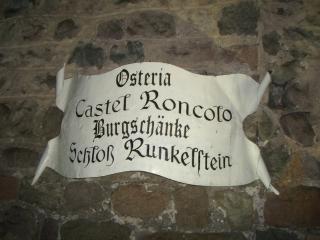 Osteria
Castel Roncolo
Burgschänke
Schloß Runkelstein